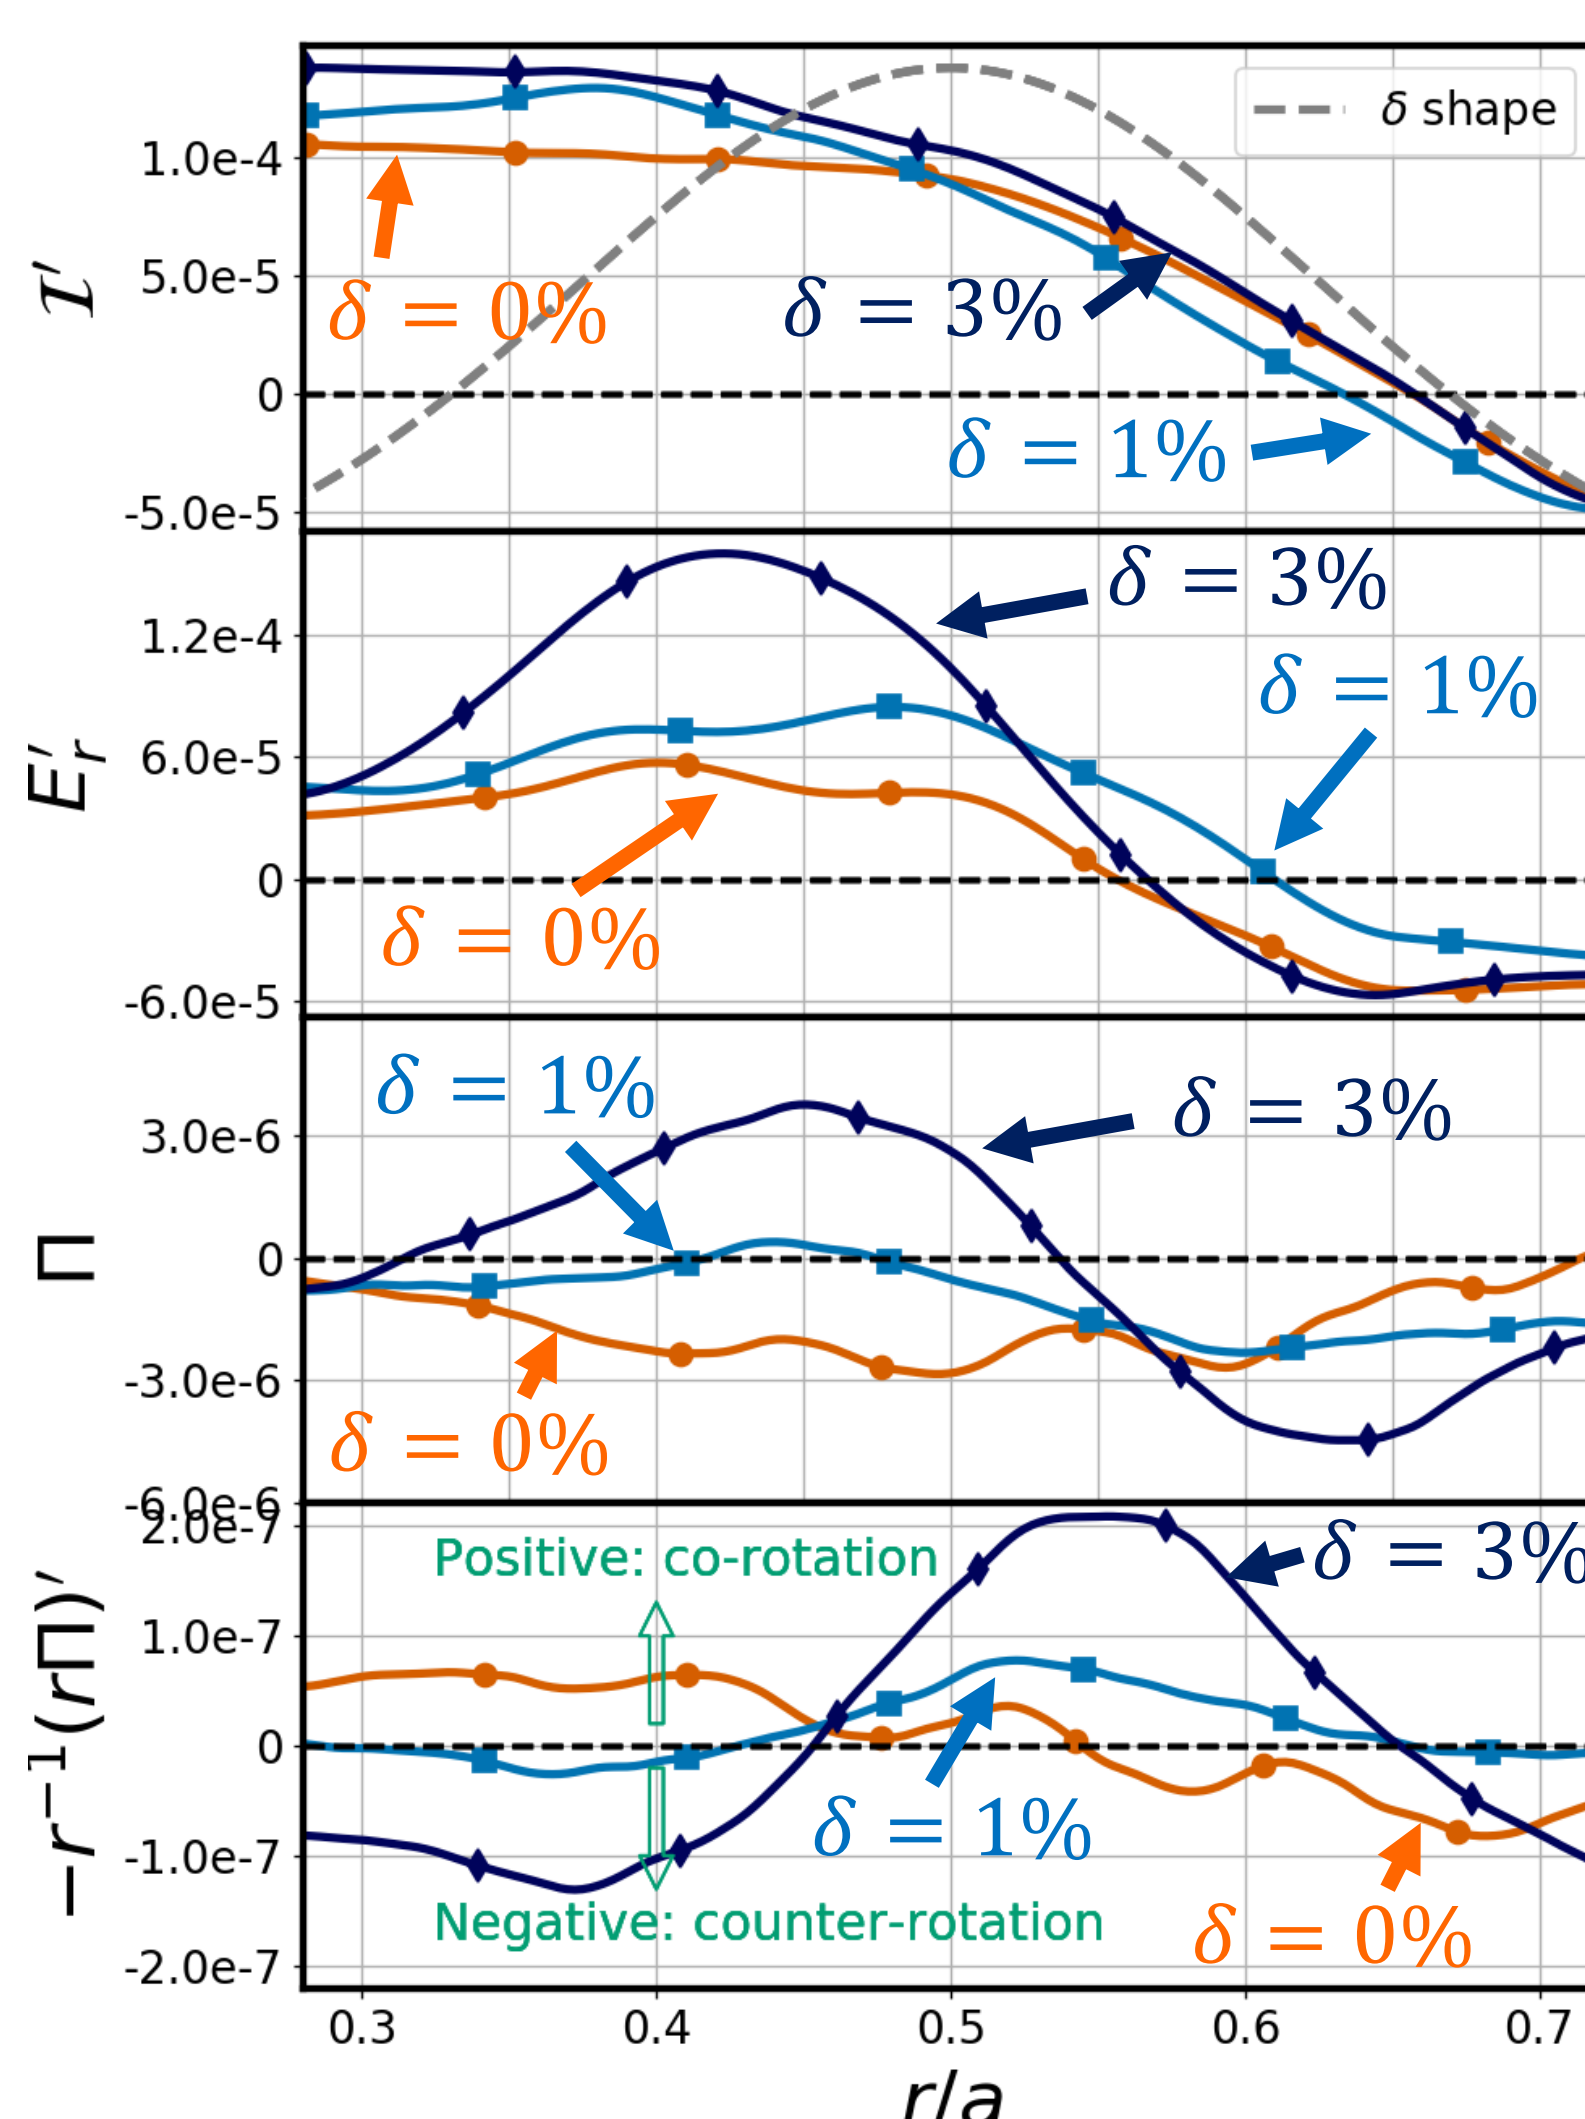 δ shape
1.0e-4
5.0e-5
0
-5.0e-5
𝓘′
δ = 0%
δ = 3%
δ = 1%
1.2e-4
6.0e-5
0
-6.0e-5
E′r
δ = 3%
δ = 1%
δ = 0%
3.0e-6
0
-3.0e-6
-6.0e-6
Π
δ = 1%
δ = 3%
δ = 0%
2.0e-7
1.0e-7
0
-1.0e-7
-2.0e-7
−r⁻¹(rΠ)′
Positive: co-rotation
δ = 3%
δ = 1%
Negative: counter-rotation
δ = 0%
0.3 0.4 0.5 0.6 0.7
r/a